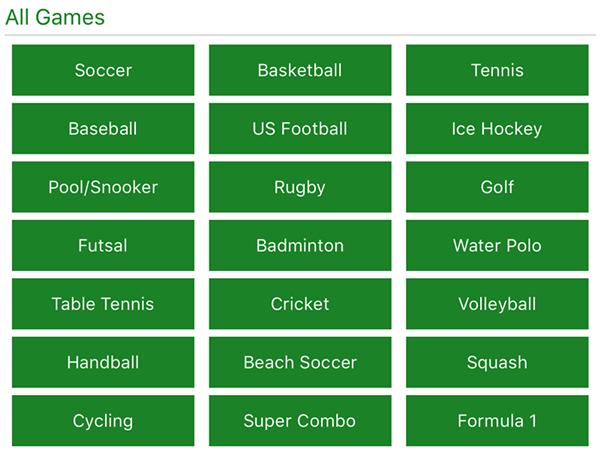 All Games
Soccer Basketball Tennis
Baseball US Football Ice Hockey
Pool/Snooker Rugby Golf
Futsal Badminton Water Polo
Table Tennis Cricket Volleyball
Handball Beach Soccer Squash
Cycling Super Combo Formula 1